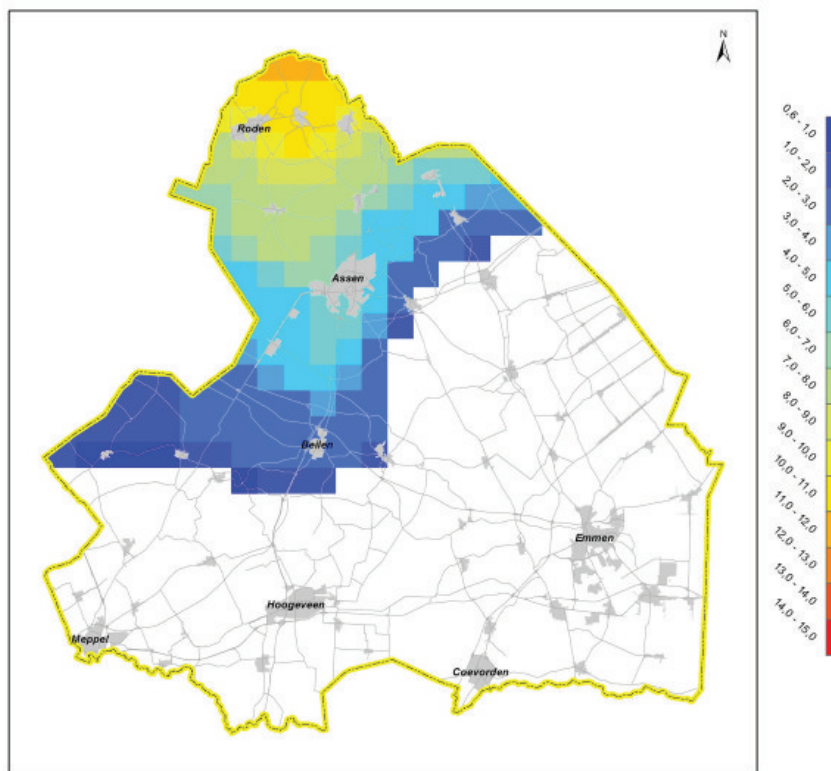 N
Roden
Assen
Beilen
Emmen
Hoogeveen
Meppel
Coevorden
0.6 - 1.0
1.0 - 2.0
2.0 - 3.0
3.0 - 4.0
4.0 - 5.0
5.0 - 6.0
6.0 - 7.0
7.0 - 8.0
8.0 - 9.0
9.0 - 10.0
10.0 - 11.0
11.0 - 12.0
12.0 - 13.0
13.0 - 14.0
14.0 - 15.0